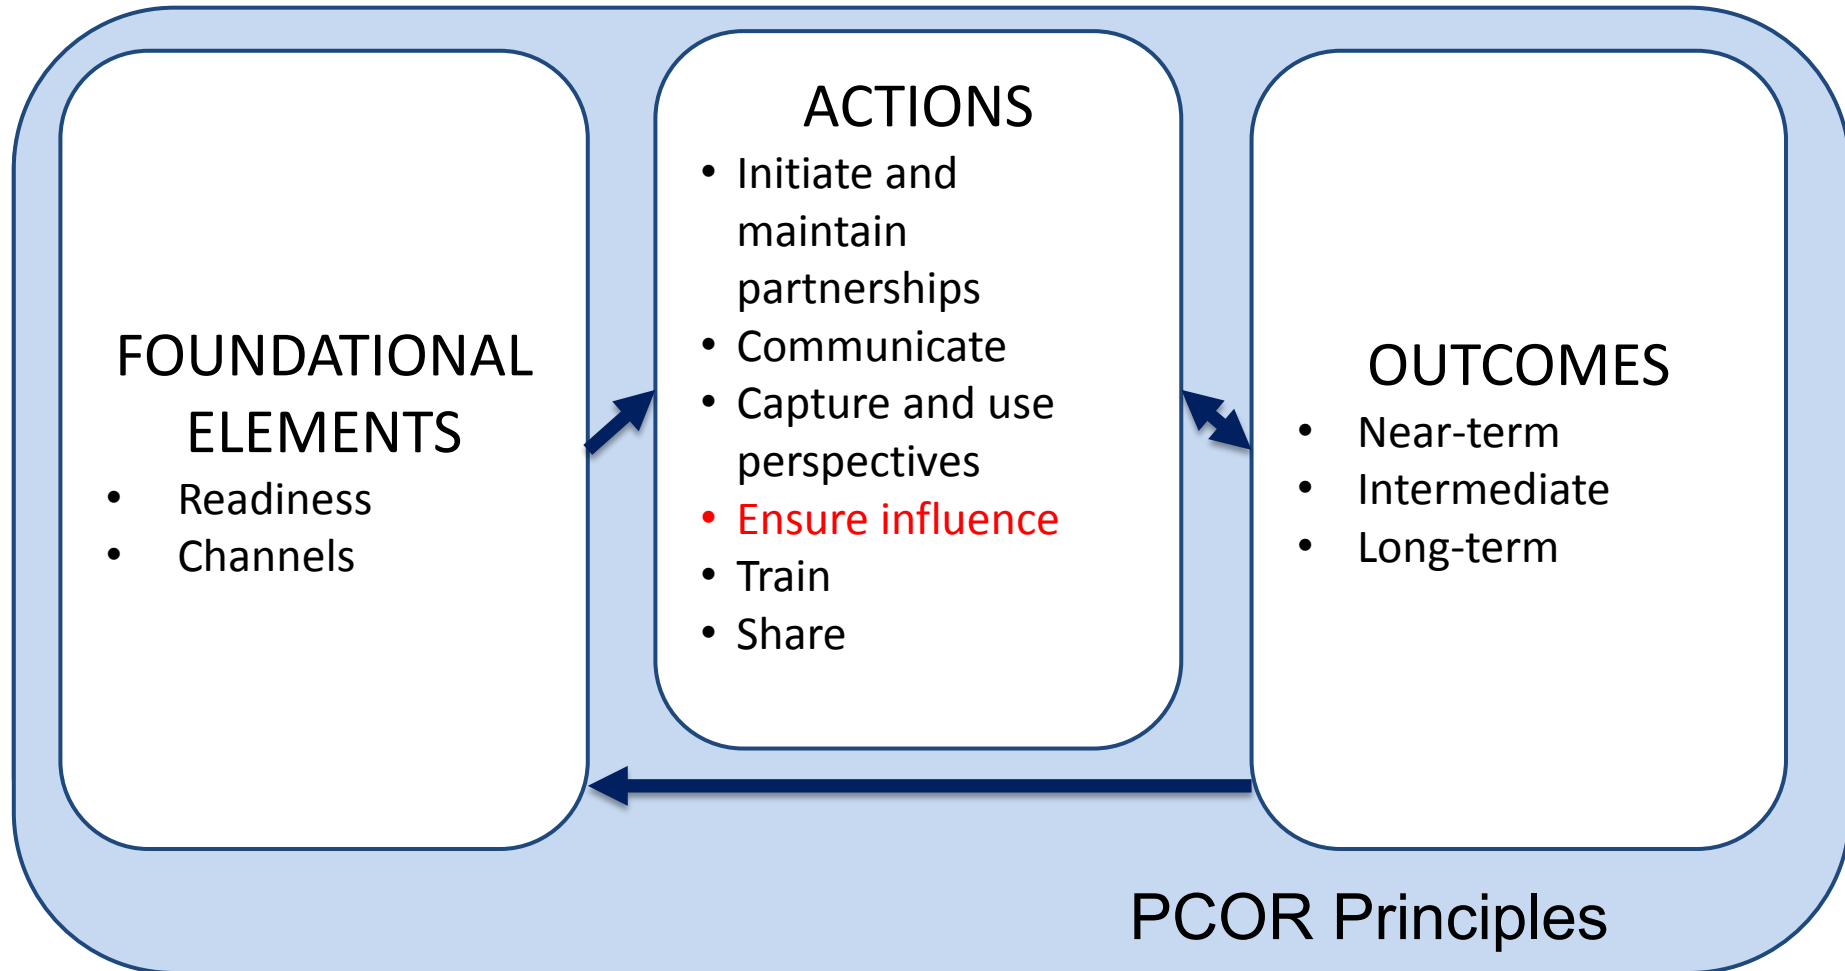 FOUNDATIONAL
ELEMENTS
• Readiness
• Channels
ACTIONS
• Initiate and
maintain
partnerships
• Communicate
• Capture and use
perspectives
• Ensure influence
• Train
• Share
OUTCOMES
• Near-term
• Intermediate
• Long-term
PCOR Principles